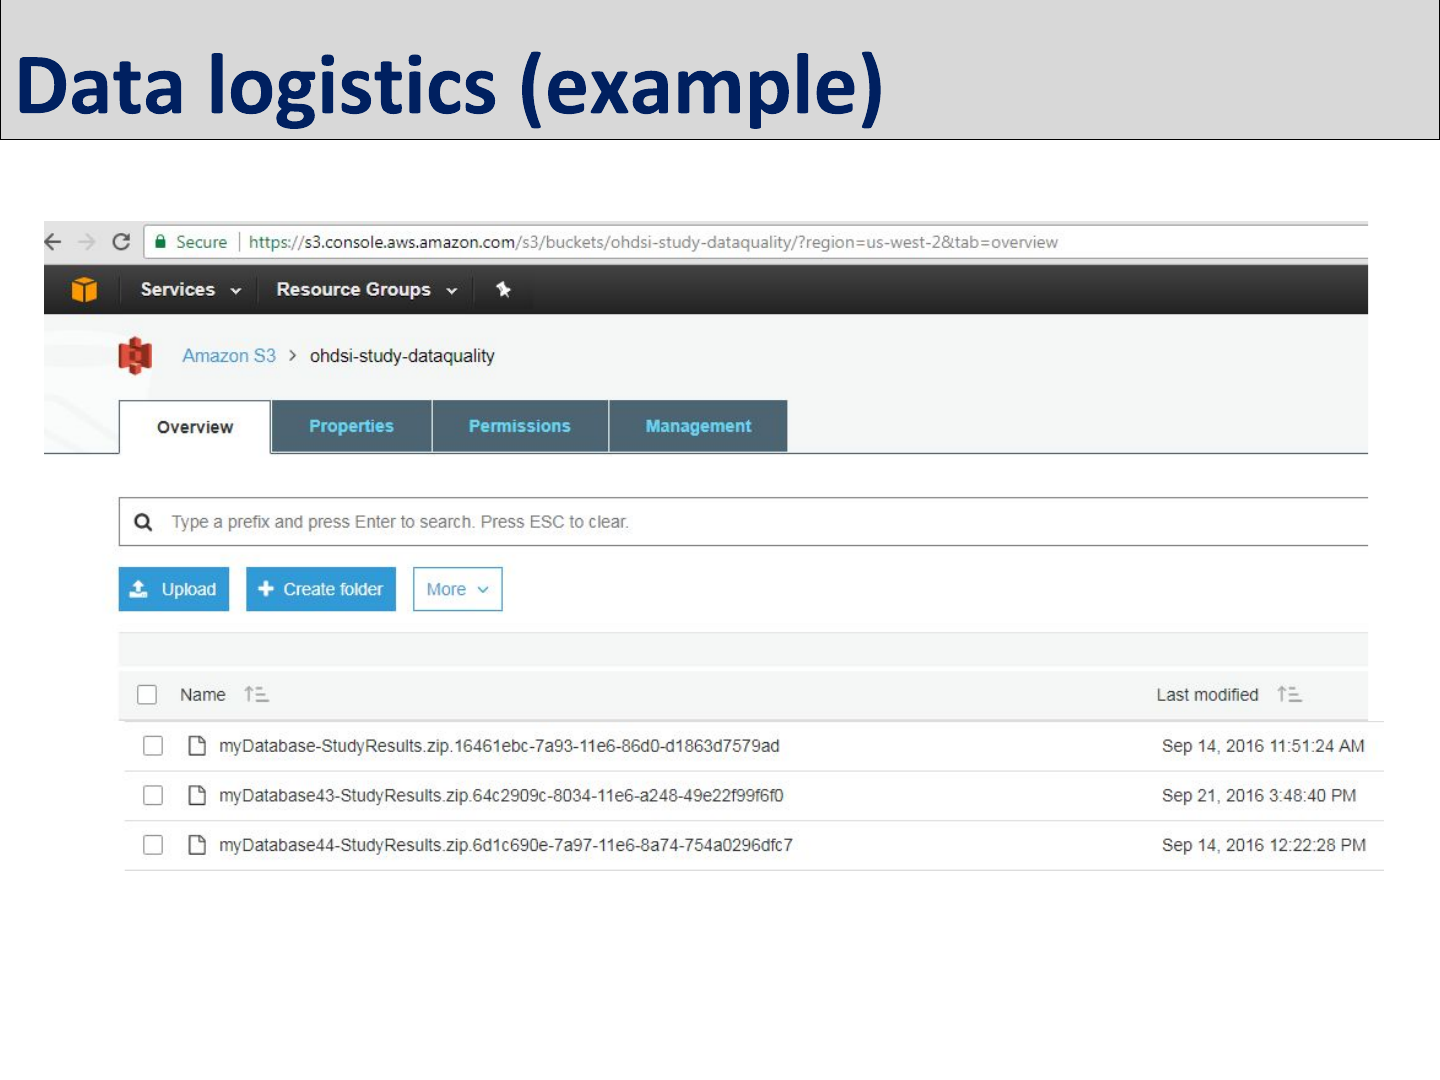 Data logistics (example)
Secure | https://s3.console.aws.amazon.com/s3/buckets/ohdsi-study-dataquality/?region=us-west-2&tab=overview
Services Resource Groups
Amazon S3 > ohdsi-study-dataquality
Overview Properties Permissions Management
Type a prefix and press Enter to search. Press ESC to clear.
Upload + Create folder More
Name Last modified
myDatabase-StudyResults.zip.16461ebc-7a93-11e6-86d0-d1863d7579ad Sep 14, 2016 11:51:24 AM
myDatabase43-StudyResults.zip.64c2909c-8034-11e6-a248-49e22f99f6f0 Sep 21, 2016 3:48:40 PM
myDatabase44-StudyResults.zip.6d1c690e-7a97-11e6-8a74-754a0296dfc7 Sep 14, 2016 12:22:28 PM